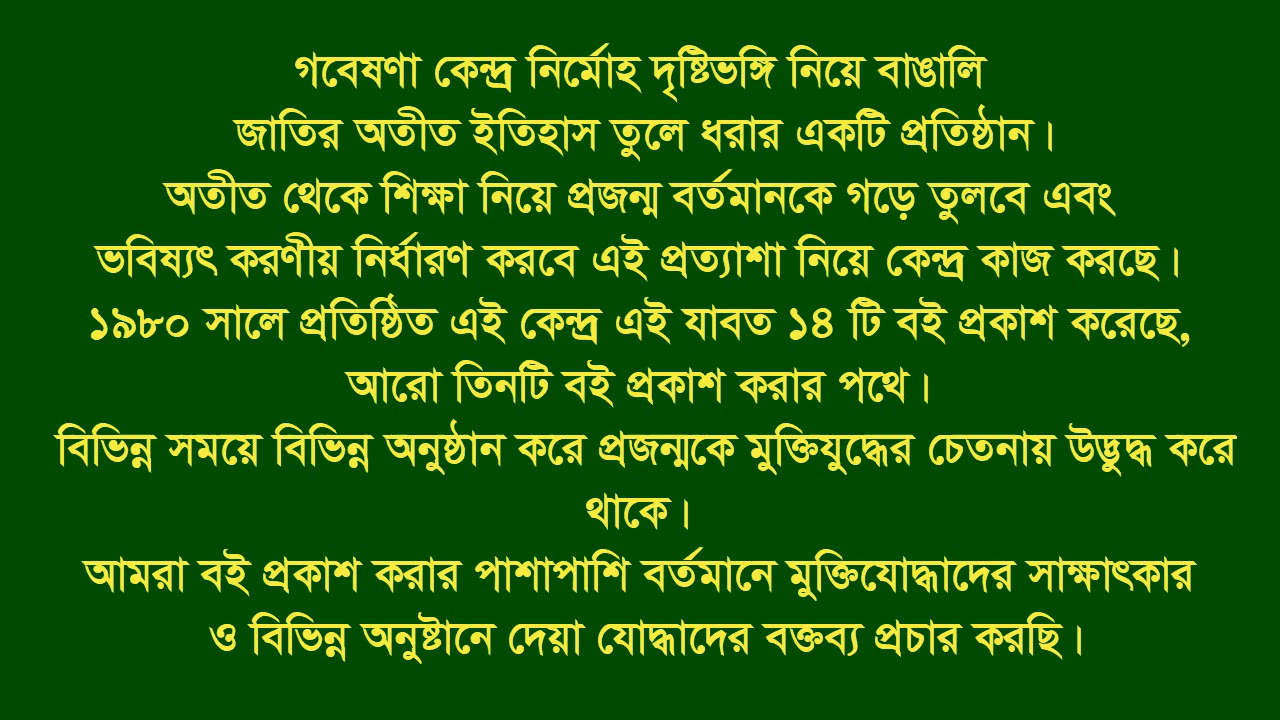 গবেষণা কেন্দ্র নির্মোহ দৃষ্টিভঙ্গি নিয়ে বাঙালি
জাতির অতীত ইতিহাস তুলে ধরার একটি প্রতিষ্ঠান।
অতীত থেকে শিক্ষা নিয়ে প্রজন্ম বর্তমানকে গড়ে তুলবে এবং
ভবিষ্যৎ করণীয় নির্ধারণ করবে এই প্রত্যাশা নিয়ে কেন্দ্র কাজ করছে।
১৯৮০ সালে প্রতিষ্ঠিত এই কেন্দ্র এই যাবত ১৪ টি বই প্রকাশ করেছে,
আরো তিনটি বই প্রকাশ করার পথে।
বিভিন্ন সময়ে বিভিন্ন অনুষ্ঠান করে প্রজন্মকে মুক্তিযুদ্ধের চেতনায় উদ্ভুদ্ধ করে
থাকে।
আমরা বই প্রকাশ করার পাশাপাশি বর্তমানে মুক্তিযোদ্ধাদের সাক্ষাৎকার
ও বিভিন্ন অনুষ্টানে দেয়া যোদ্ধাদের বক্তব্য প্রচার করছি।